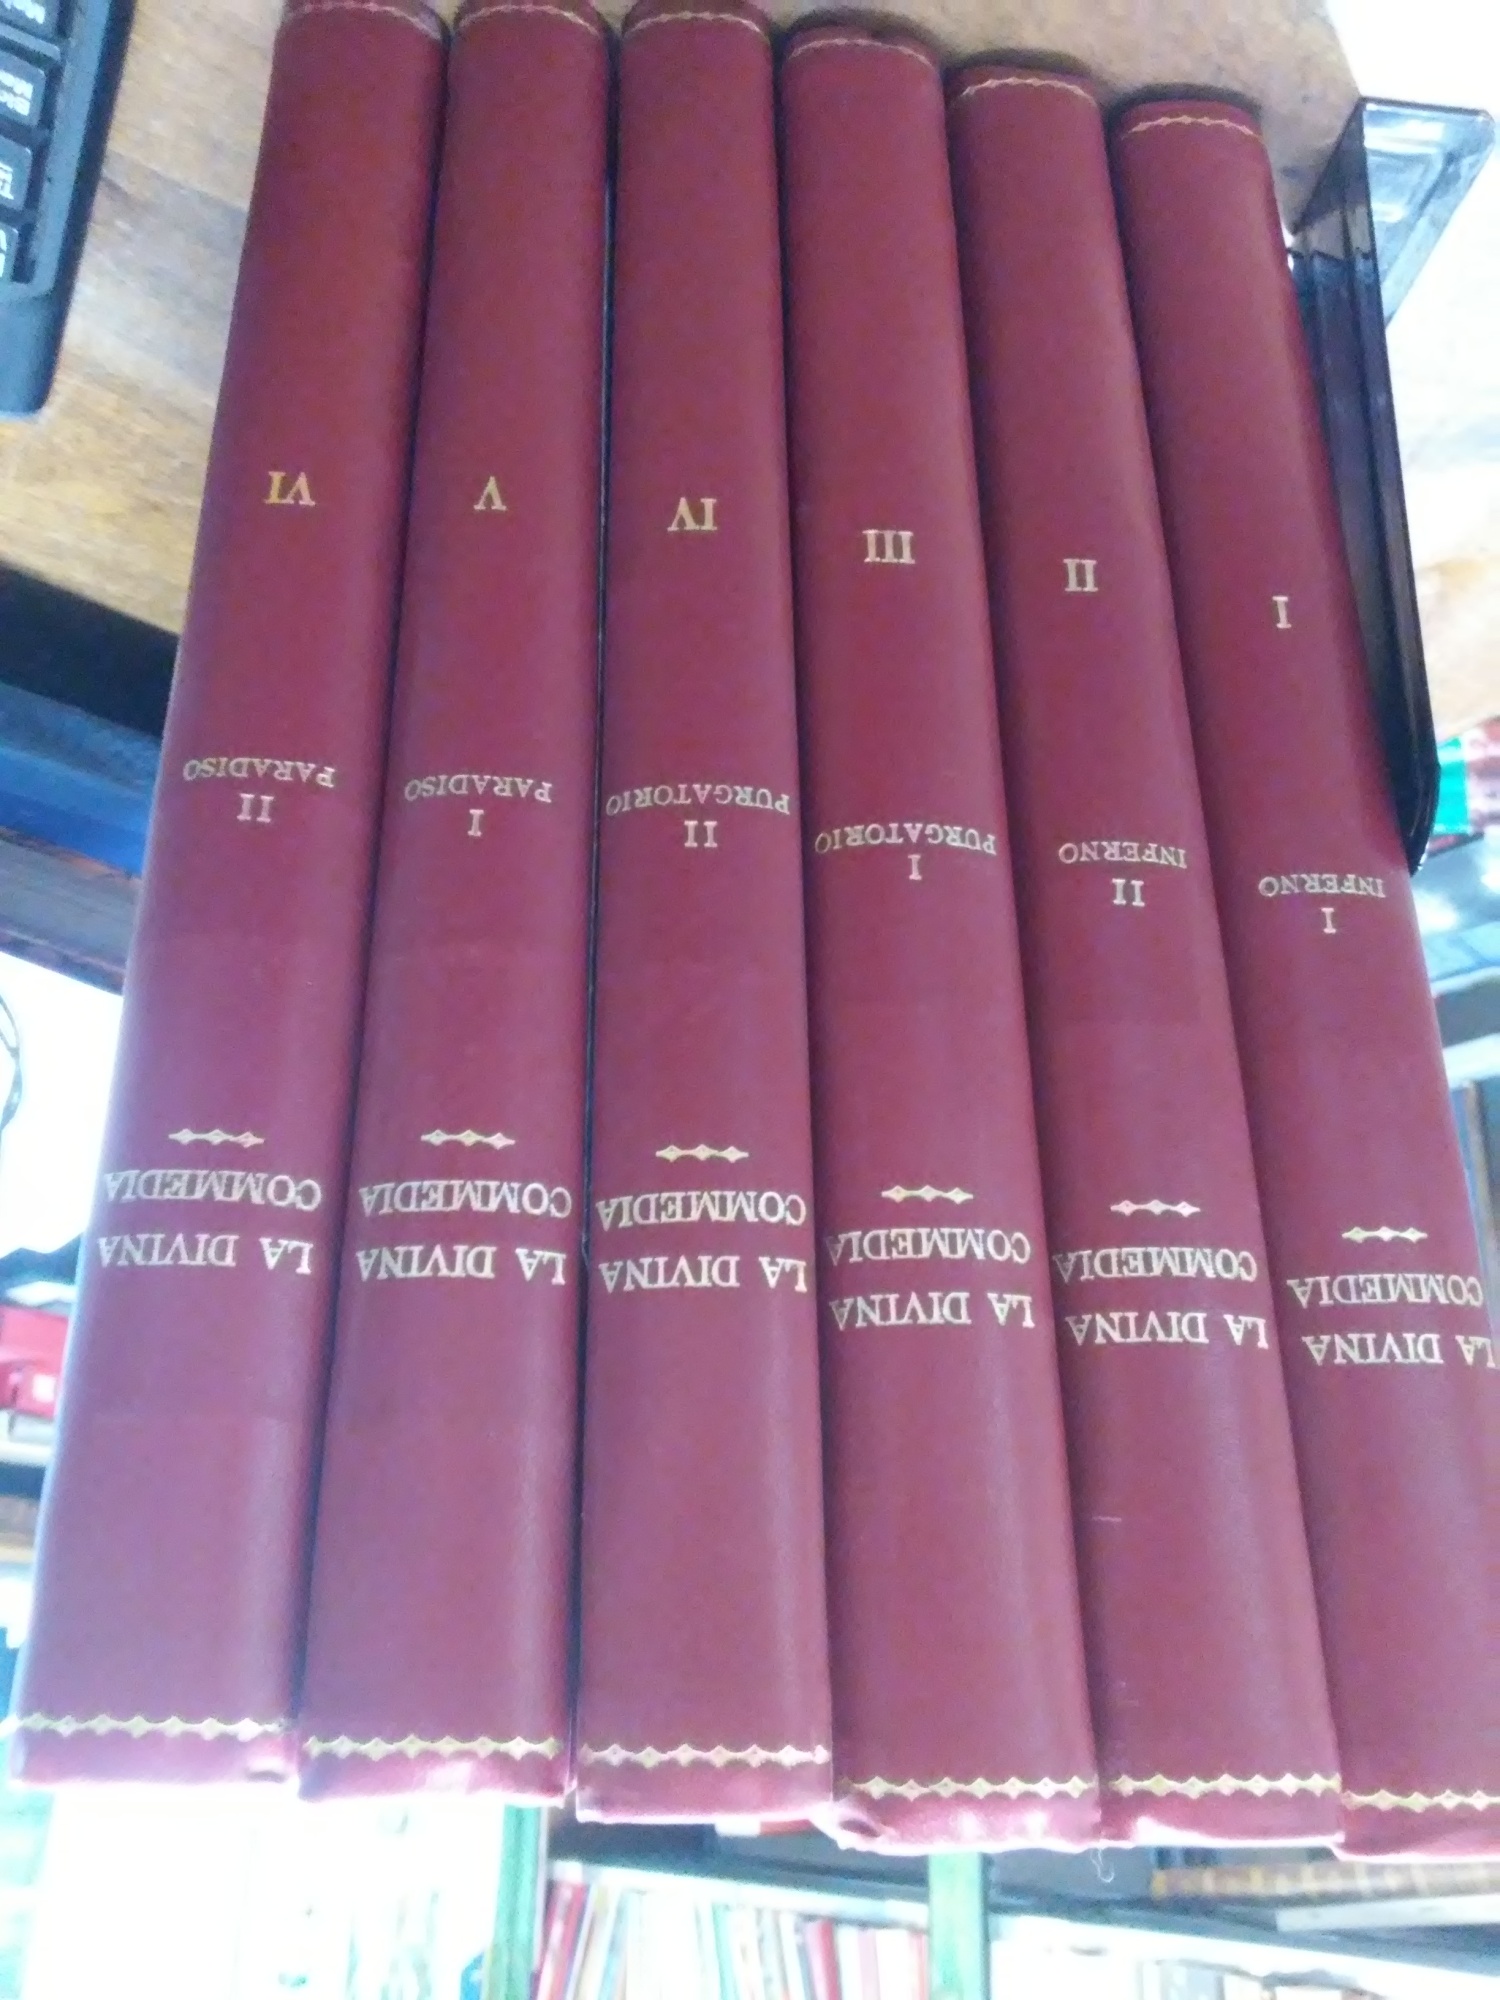 LA DIVINA
COMMEDIA
INFERNO
I
I
LA DIVINA
COMMEDIA
INFERNO
II
II
LA DIVINA
COMMEDIA
PURGATORIO
I
III
LA DIVINA
COMMEDIA
PURGATORIO
II
IV
LA DIVINA
COMMEDIA
PARADISO
I
V
LA DIVINA
COMMEDIA
PARADISO
II
VI